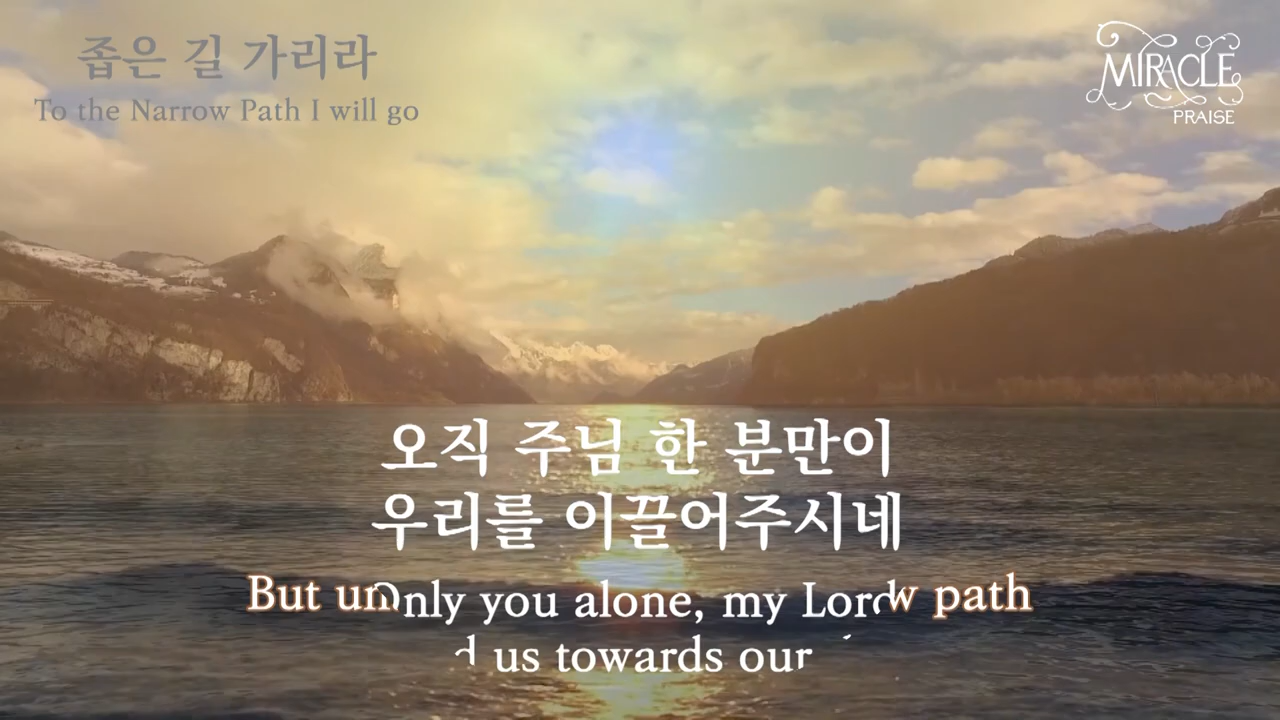 좁은 길 가리라
To the Narrow Path I will go
MIRACLE
PRAISE
오직 주님 한 분만이
우리를 이끌어주시네
But
Only you alone, my Lord
path
us towards our